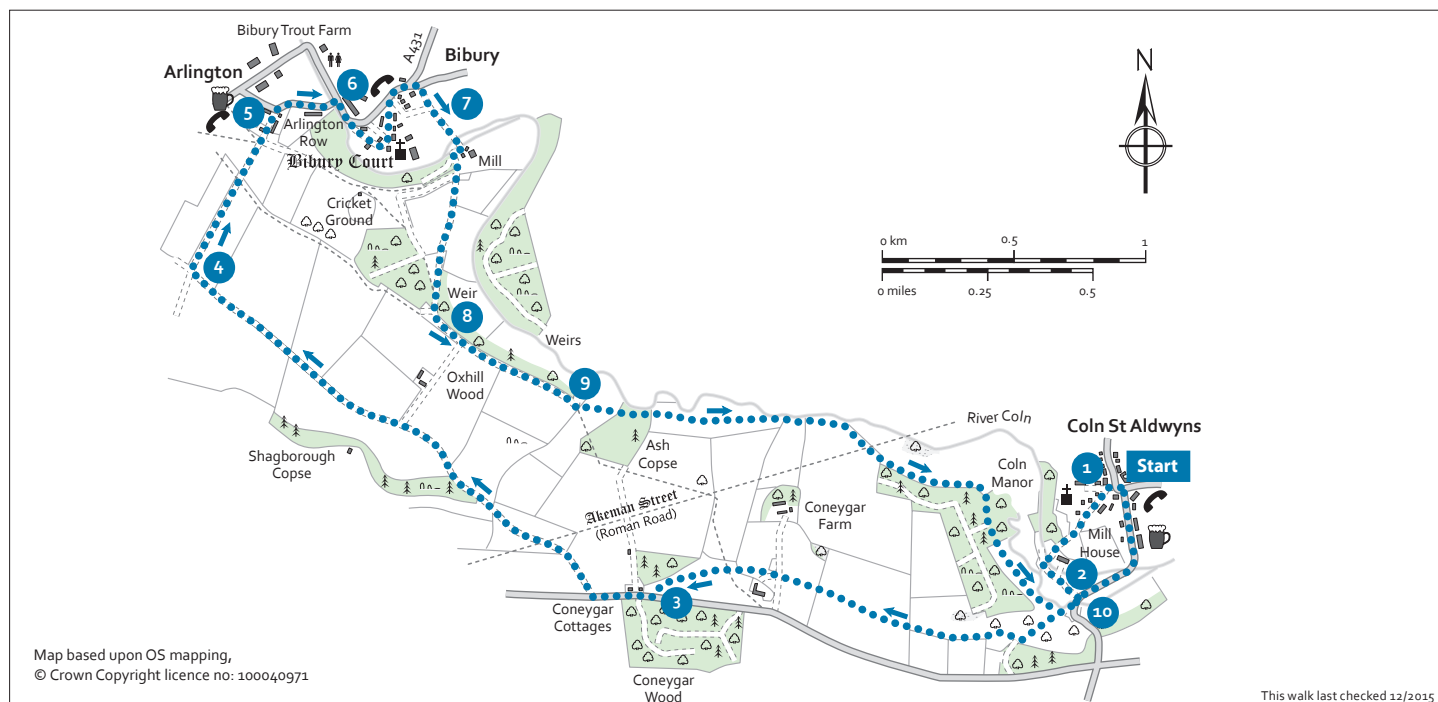 Bibury Trout Farm
A431
Bibury
Arlington
6
7
5
Arlington
Row
Bibury Court
Mill
N
Cricket
Ground
4
0 km
0.5
1
0 miles
0.25
0.5
Weir
8
Weirs
Oxhill
Wood
9
River Coln
Coln St Aldwyns
1
Start
Shagborough
Copse
Ash
Copse
Coln
Manor
Akeman Street
(Roman Road)
Coneygar
Farm
Mill
House
2
3
10
Coneygar
Cottages
Coneygar
Wood
Map based upon OS mapping,
© Crown Copyright licence no: 100040971
This walk last checked 12/2015